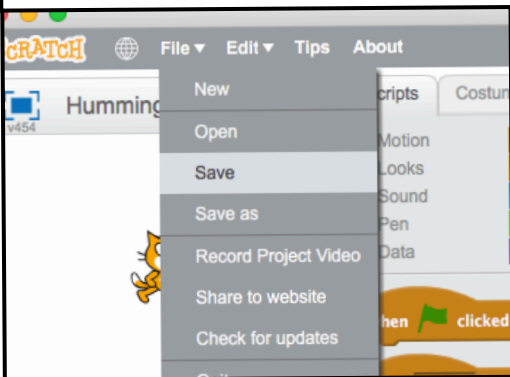 SCRATCH File Edit Tips About
v454
Humming
New
Open
Save
Save as
Record Project Video
Share to website
Check for updates
cripts Costum
Motion
Looks
Sound
Pen
Data
hen clicked